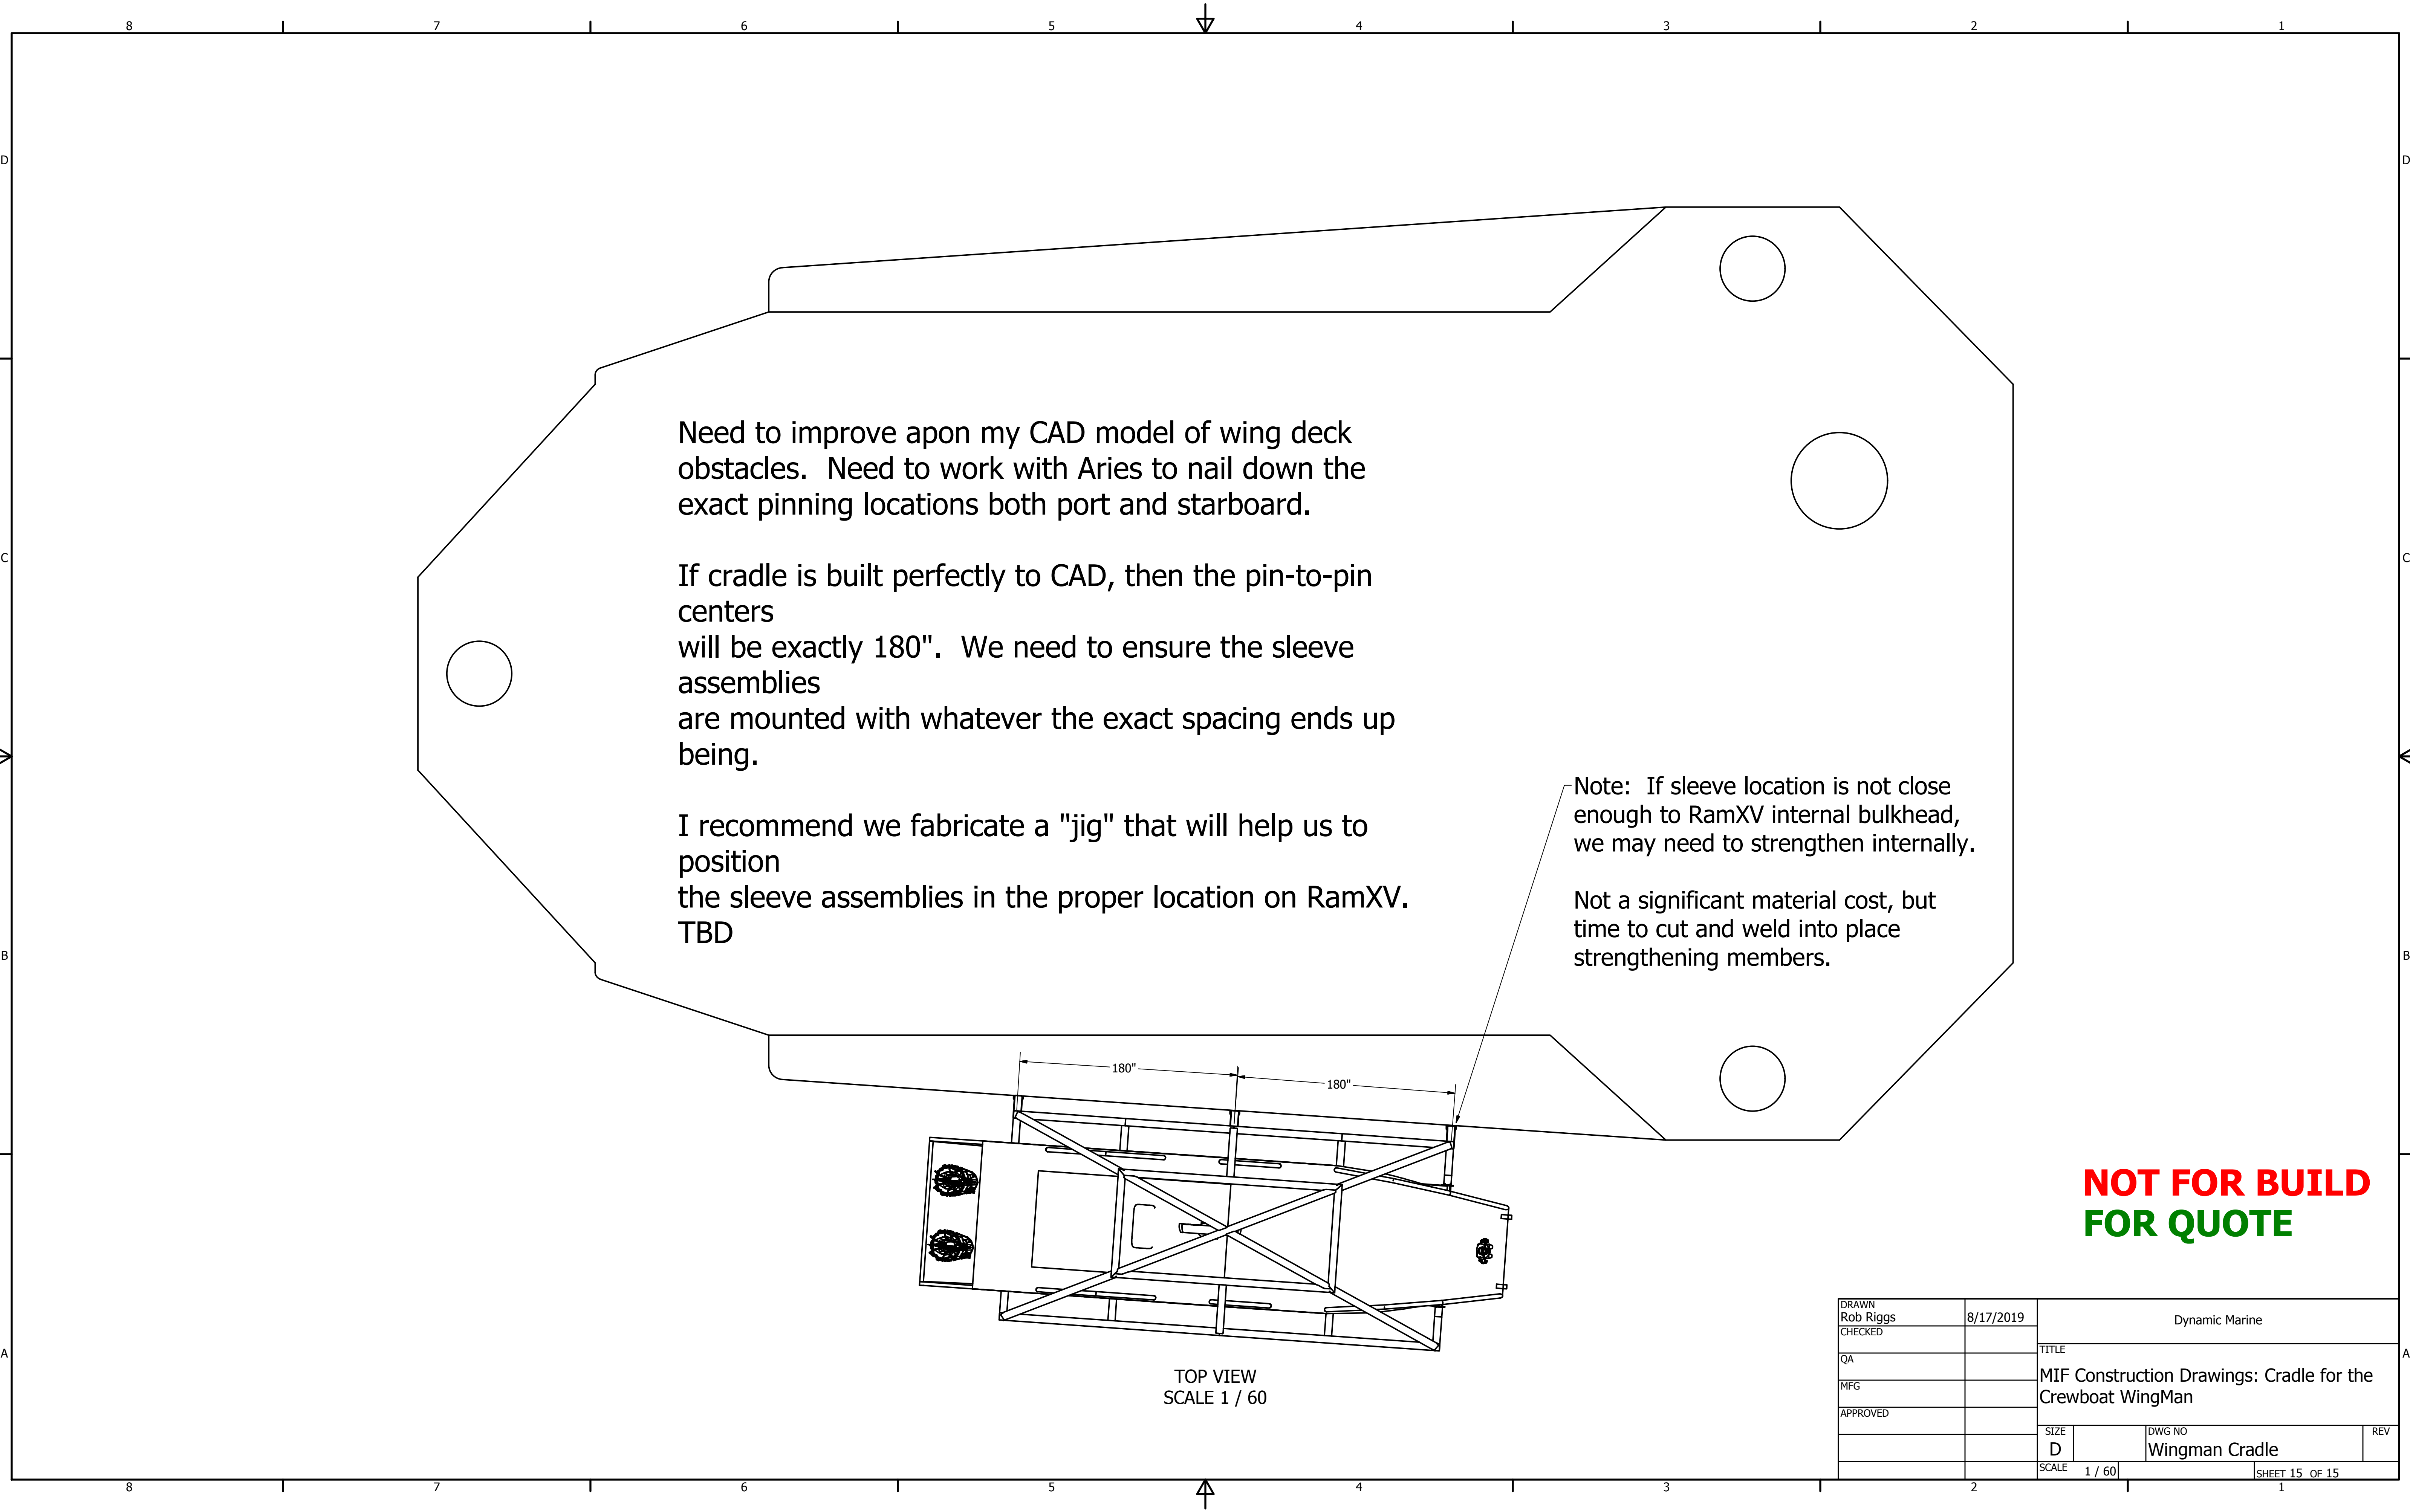 8 7 6 5 4 3 2 1
D D
Need to improve apon my CAD model of wing deck
obstacles.  Need to work with Aries to nail down the
exact pinning locations both port and starboard.
C C
If cradle is built perfectly to CAD, then the pin-to-pin
centers
will be exactly 180".  We need to ensure the sleeve
assemblies
are mounted with whatever the exact spacing ends up
being.
I recommend we fabricate a "jig" that will help us to
position
the sleeve assemblies in the proper location on RamXV.
TBD
Note:  If sleeve location is not close
enough to RamXV internal bulkhead,
we may need to strengthen internally.
Not a significant material cost, but
time to cut and weld into place
strengthening members.
B B
180"
180"
TOP VIEW
SCALE 1 / 60
NOT FOR BUILD
FOR QUOTE
A A
DRAWN
Rob Riggs 8/17/2019
CHECKED
QA
MFG
APPROVED
Dynamic Marine
TITLE
MIF Construction Drawings: Cradle for the
Crewboat WingMan
SIZE
D
DWG NO
Wingman Cradle
REV
SCALE 1 / 60
SHEET 15 OF 15
8 7 6 5 4 3 2 1